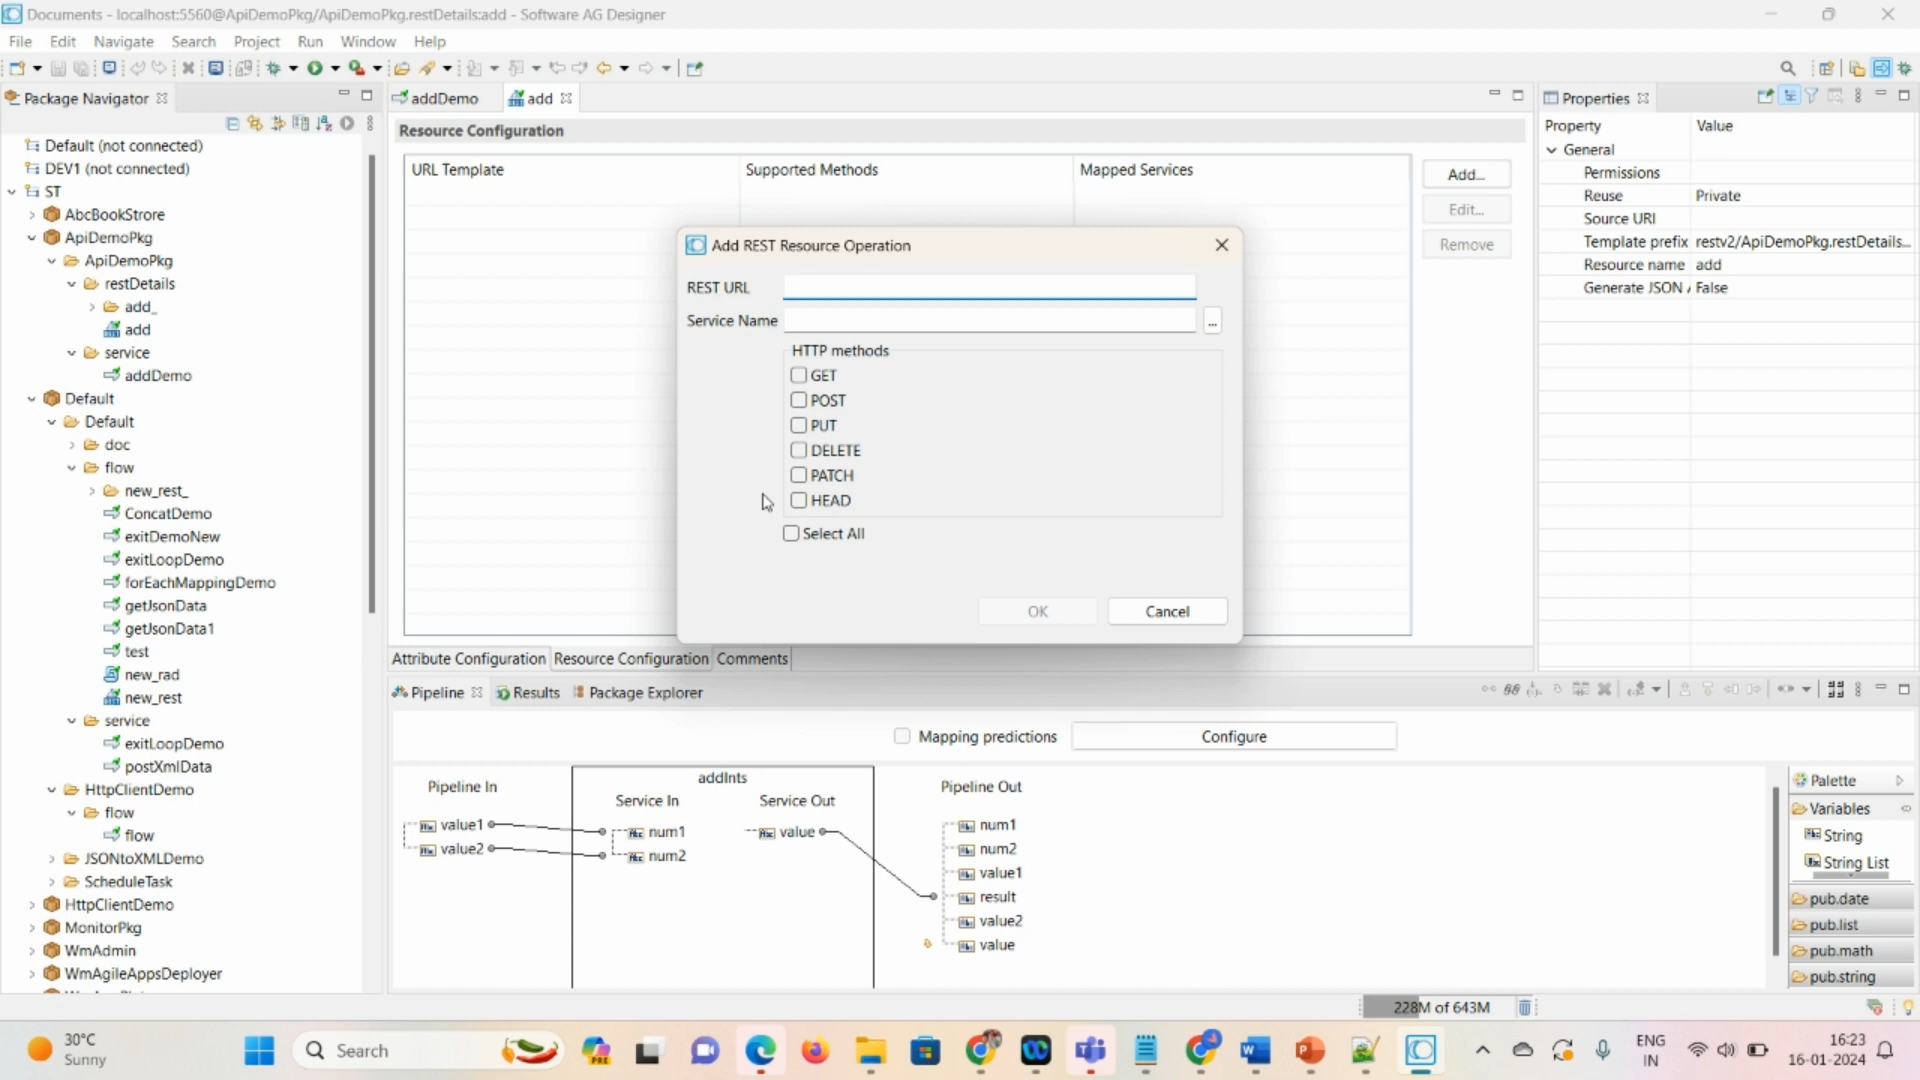 Documents - localhost:5560@ApiDemoPkg/ApiDemoPkg.restDetails:add - Software AG Designer
File Edit Navigate Search Project Run Window Help
Package Navigator
Default (not connected)
DEV1 (not connected)
ST
AbcBookStrore
ApiDemoPkg
ApiDemoPkg
restDetails
add_
add
service
addDemo
Default
Default
doc
flow
new_rest_
ConcatDemo
exitDemoNew
exitLoopDemo
forEachMappingDemo
getJsonData
getJsonData1
test
new_rad
new_rest
service
exitLoopDemo
postXmlData
HttpClientDemo
flow
flow
JSONtoXMLDemo
ScheduleTask
HttpClientDemo
MonitorPkg
WmAdmin
WmAgileAppsDeployer
addDemo add
Resource Configuration
URL Template Supported Methods Mapped Services
Add...
Edit...
Remove
Add REST Resource Operation
REST URL
Service Name ...
HTTP methods
GET
POST
PUT
DELETE
PATCH
HEAD
Select All
OK Cancel
Attribute Configuration Resource Configuration Comments
Properties
Property Value
General
Permissions
Reuse Private
Source URI
Template prefix restv2/ApiDemoPkg.restDetails...
Resource name add
Generate JSON False
Pipeline Results Package Explorer
Mapping predictions Configure
Pipeline In
value1
value2
addInts
Service In Service Out
num1 value
num2
Pipeline Out
num1
num2
value1
result
value2
value
Palette
Variables
String
String List
pub.date
pub.list
pub.math
pub.string
228M of 643M
30°C
Sunny
Search
PRE
ENG
IN
16:23
16-01-2024